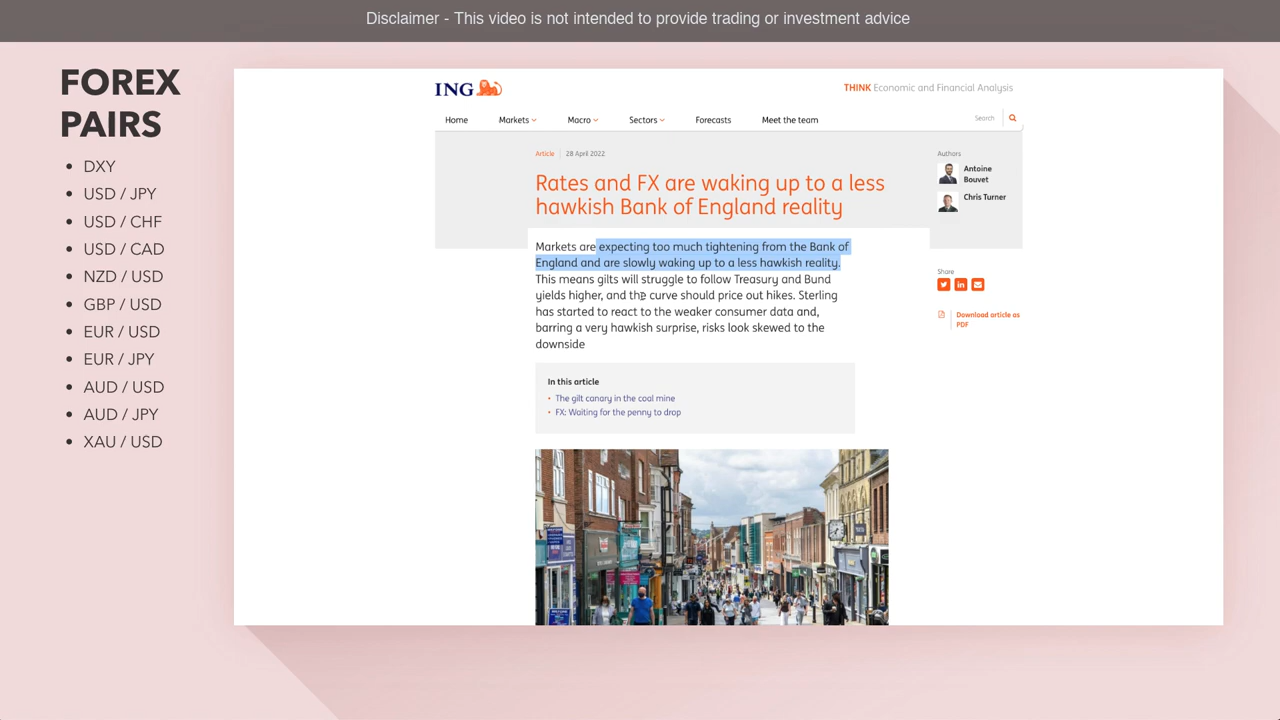 Disclaimer - This video is not intended to provide trading or investment advice
FOREX
PAIRS
• DXY
• USD / JPY
• USD / CHF
• USD / CAD
• NZD / USD
• GBP / USD
• EUR / USD
• EUR / JPY
• AUD / USD
• AUD / JPY
• XAU / USD
ING
THINK Economic and Financial Analysis
Home Markets Macro Sectors Forecasts Meet the team
Search
Article | 28 April 2022
Rates and FX are waking up to a less
hawkish Bank of England reality
Markets are expecting too much tightening from the Bank of
England and are slowly waking up to a less hawkish reality.
This means gilts will struggle to follow Treasury and Bund
yields higher, and the curve should price out hikes. Sterling
has started to react to the weaker consumer data and,
barring a very hawkish surprise, risks look skewed to the
downside
In this article
• The gilt canary in the coal mine
• FX: Waiting for the penny to drop
Authors
Antoine
Bouvet
Chris Turner
Share
Download article as
PDF